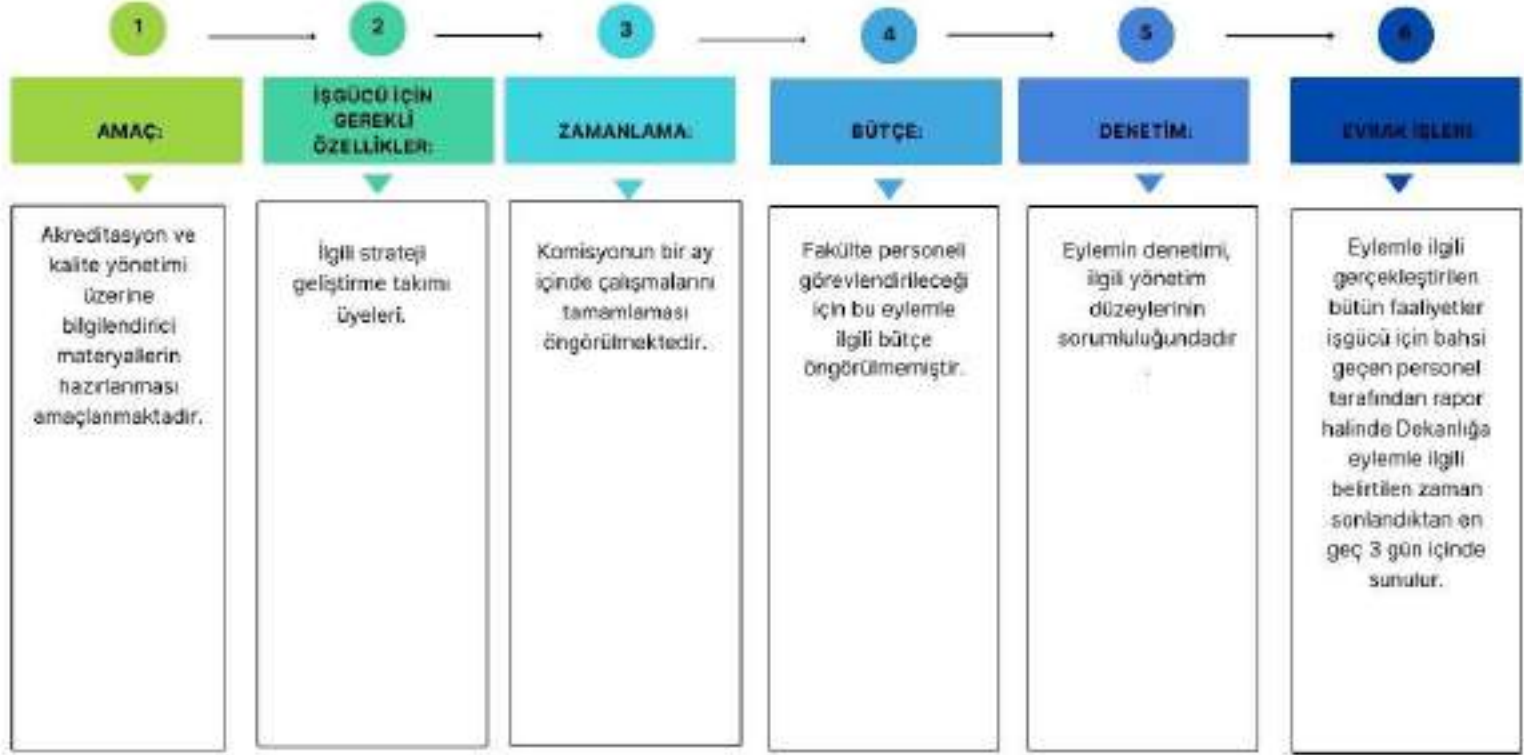 1
2
3
4
5
6
AMAÇ:
İŞGÜCÜ İÇİN
GEREKLİ
ÖZELLİKLER:
ZAMANLAMA:
BÜTÇE:
DENETİM:
EVRAK İŞLERİ:
Akreditasyon ve
kalite yönetimi
üzerine
bilgilendirici
materyallerin
hazırlanması
amaçlanmaktadır.
İlgili strateji
geliştirme takımı
üyeleri.
Komisyonun bir ay
içinde çalışmalarını
tamamlaması
öngörülmektedir.
Fakülte personeli
görevlendirileceği
için bu eylemle
ilgili bütçe
öngörülmemiştir.
Eylemin denetimi,
ilgili yönetim
düzeylerinin
sorumluluğundadır
.
Eylemle ilgili
gerçekleştirilen
bütün faaliyetler
işgücü için bahsi
geçen personel
tarafından rapor
halinde Dekanlığa
eylemle ilgili
belirtilen zaman
sonlandıktan en
geç 3 gün içinde
sunulur.